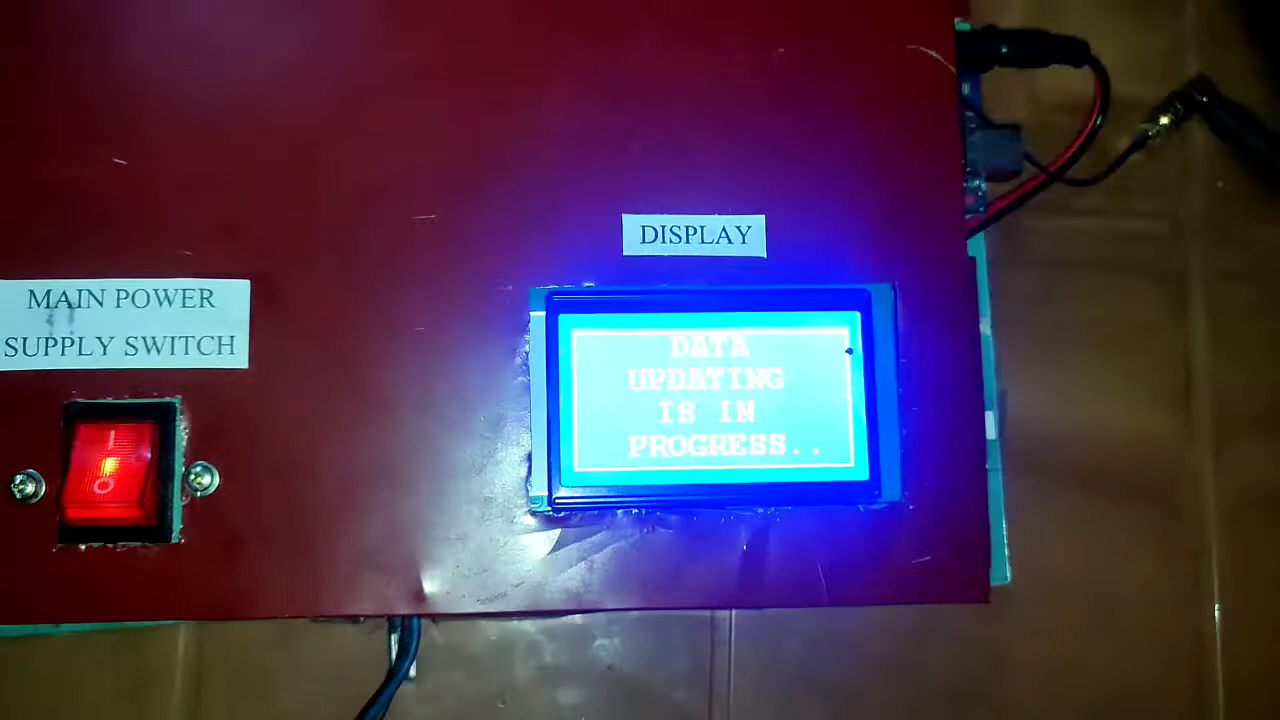 DISPLAY
MAIN POWER
SUPPLY SWITCH
DATA
UPDATING
IS IN
PROGRESS..